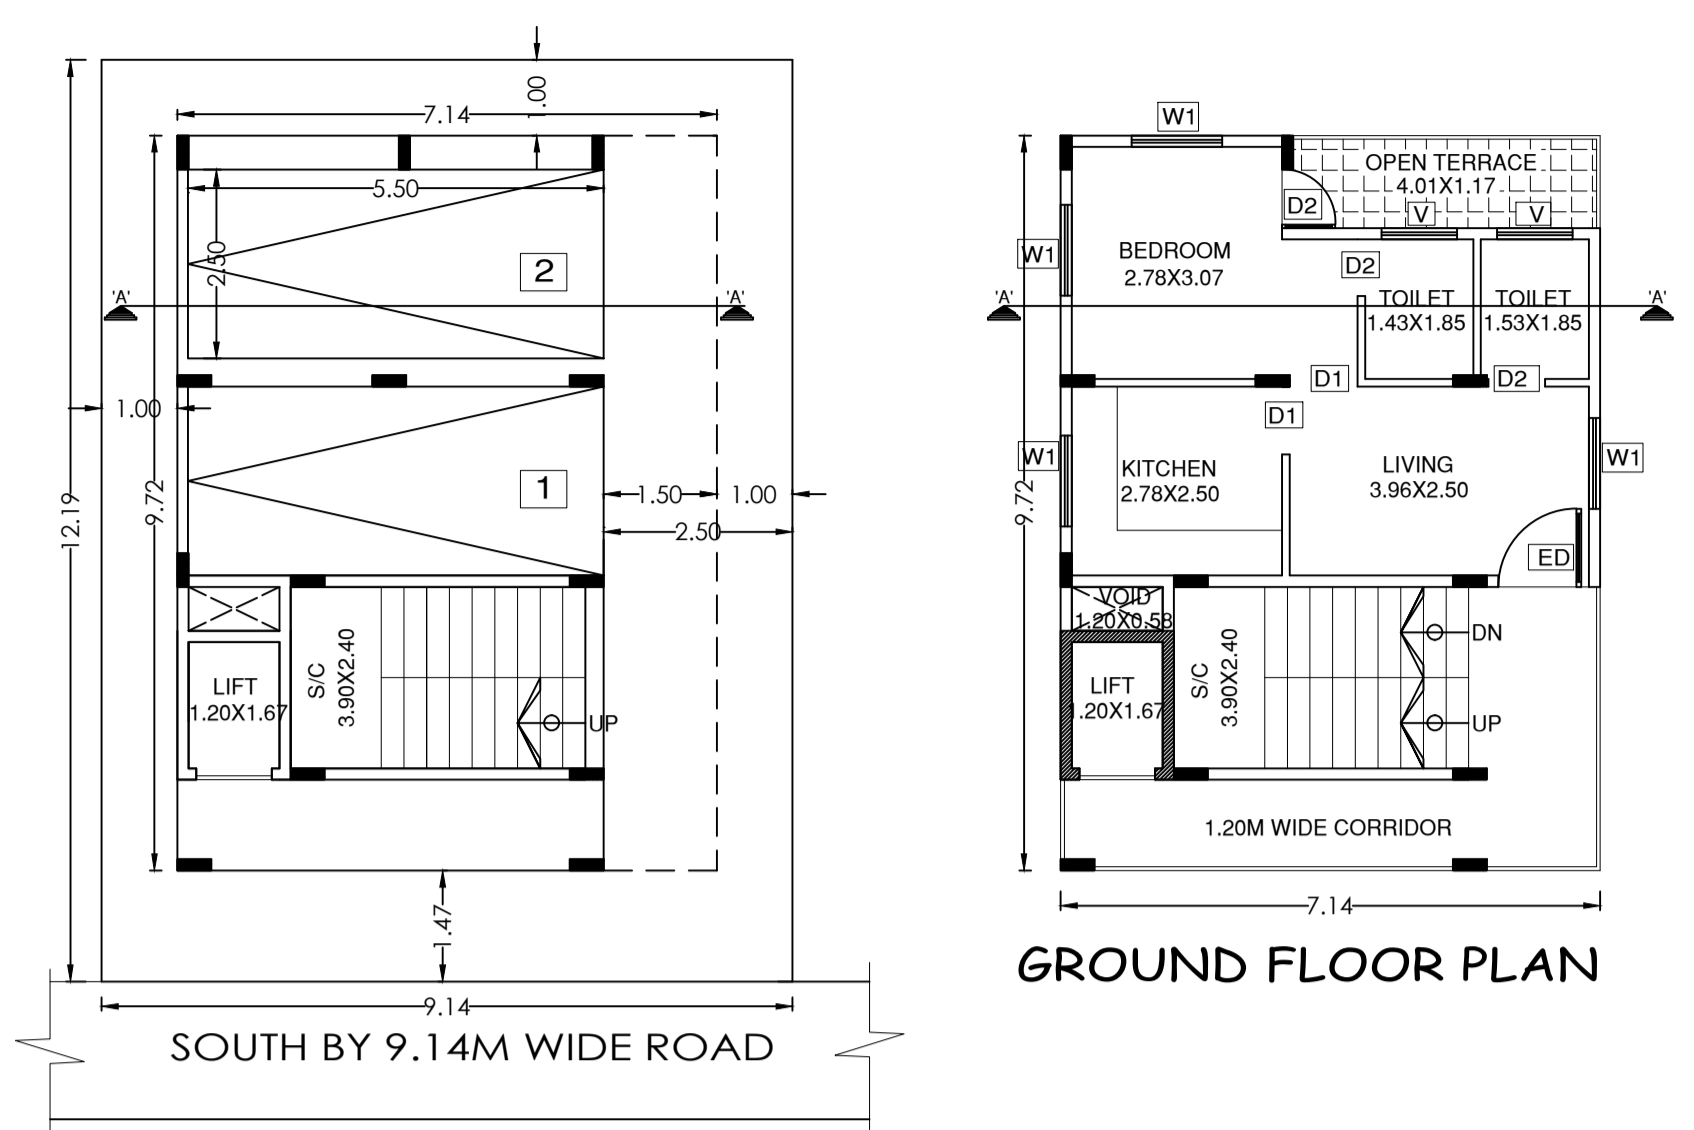 1.00
7.14
5.50
2.50
2
'A'
'A'
1.00
12.19
9.72
1
1.50
1.00
2.50
LIFT
1.20X1.67
S/C
3.90X2.40
UP
1.47
9.14
SOUTH BY 9.14M WIDE ROAD
W1
OPEN TERRACE
4.01X1.17
D2
V
V
W1
BEDROOM
2.78X3.07
D2
'A'
'A'
TOILET
1.43X1.85
TOILET
1.53X1.85
D1
D2
D1
W1
KITCHEN
2.78X2.50
LIVING
3.96X2.50
W1
9.72
ED
VOID
1.20X0.58
LIFT
1.20X1.67
S/C
3.90X2.40
DN
UP
1.20M WIDE CORRIDOR
7.14
GROUND FLOOR PLAN